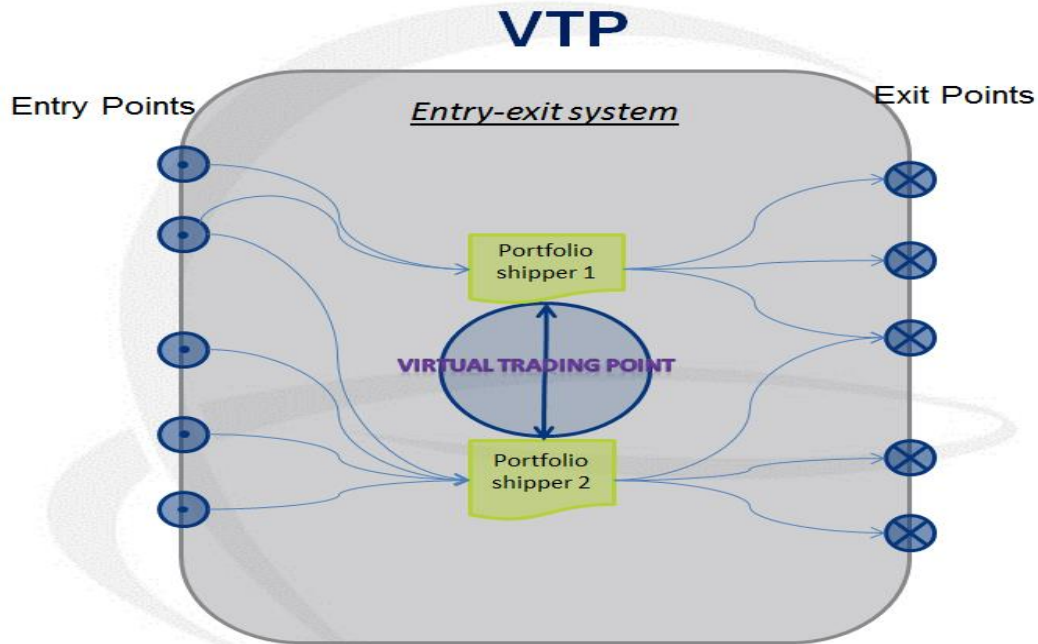 VTP
Entry Points
Entry-exit system
Exit Points
Portfolio
shipper 1
VIRTUAL TRADING POINT
Portfolio
shipper 2